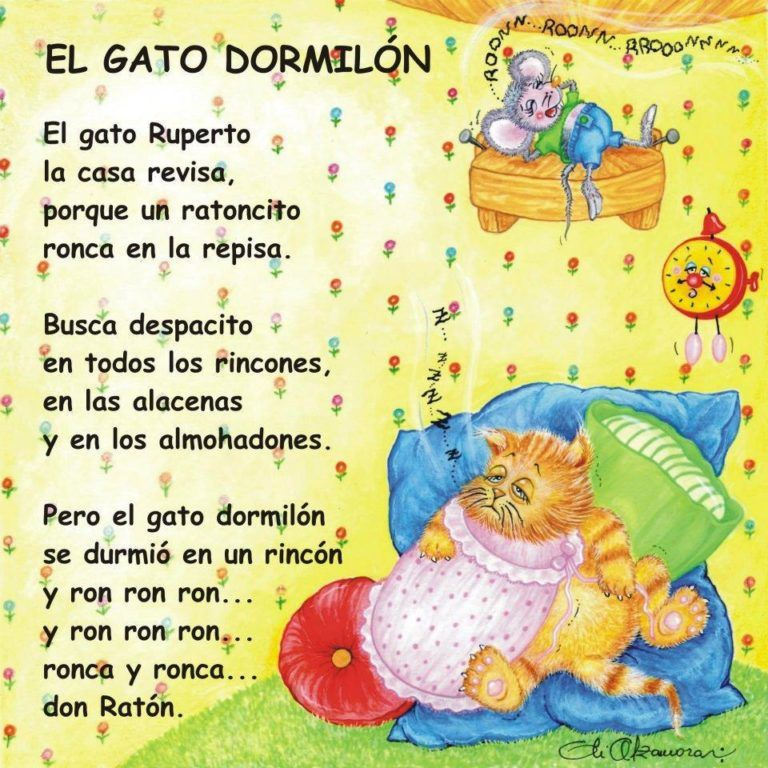 EL GATO DORMILÓN
El gato Ruperto
la casa revisa,
porque un ratoncito
ronca en la repisa.
Busca despacito
en todos los rincones,
en las alacenas
y en los almohadones.
Pero el gato dormilón
se durmió en un rincón
y ron ron ron...
y ron ron ron...
ronca y ronca...
don Ratón.
ROONN...ROONN...RROOONNNNN